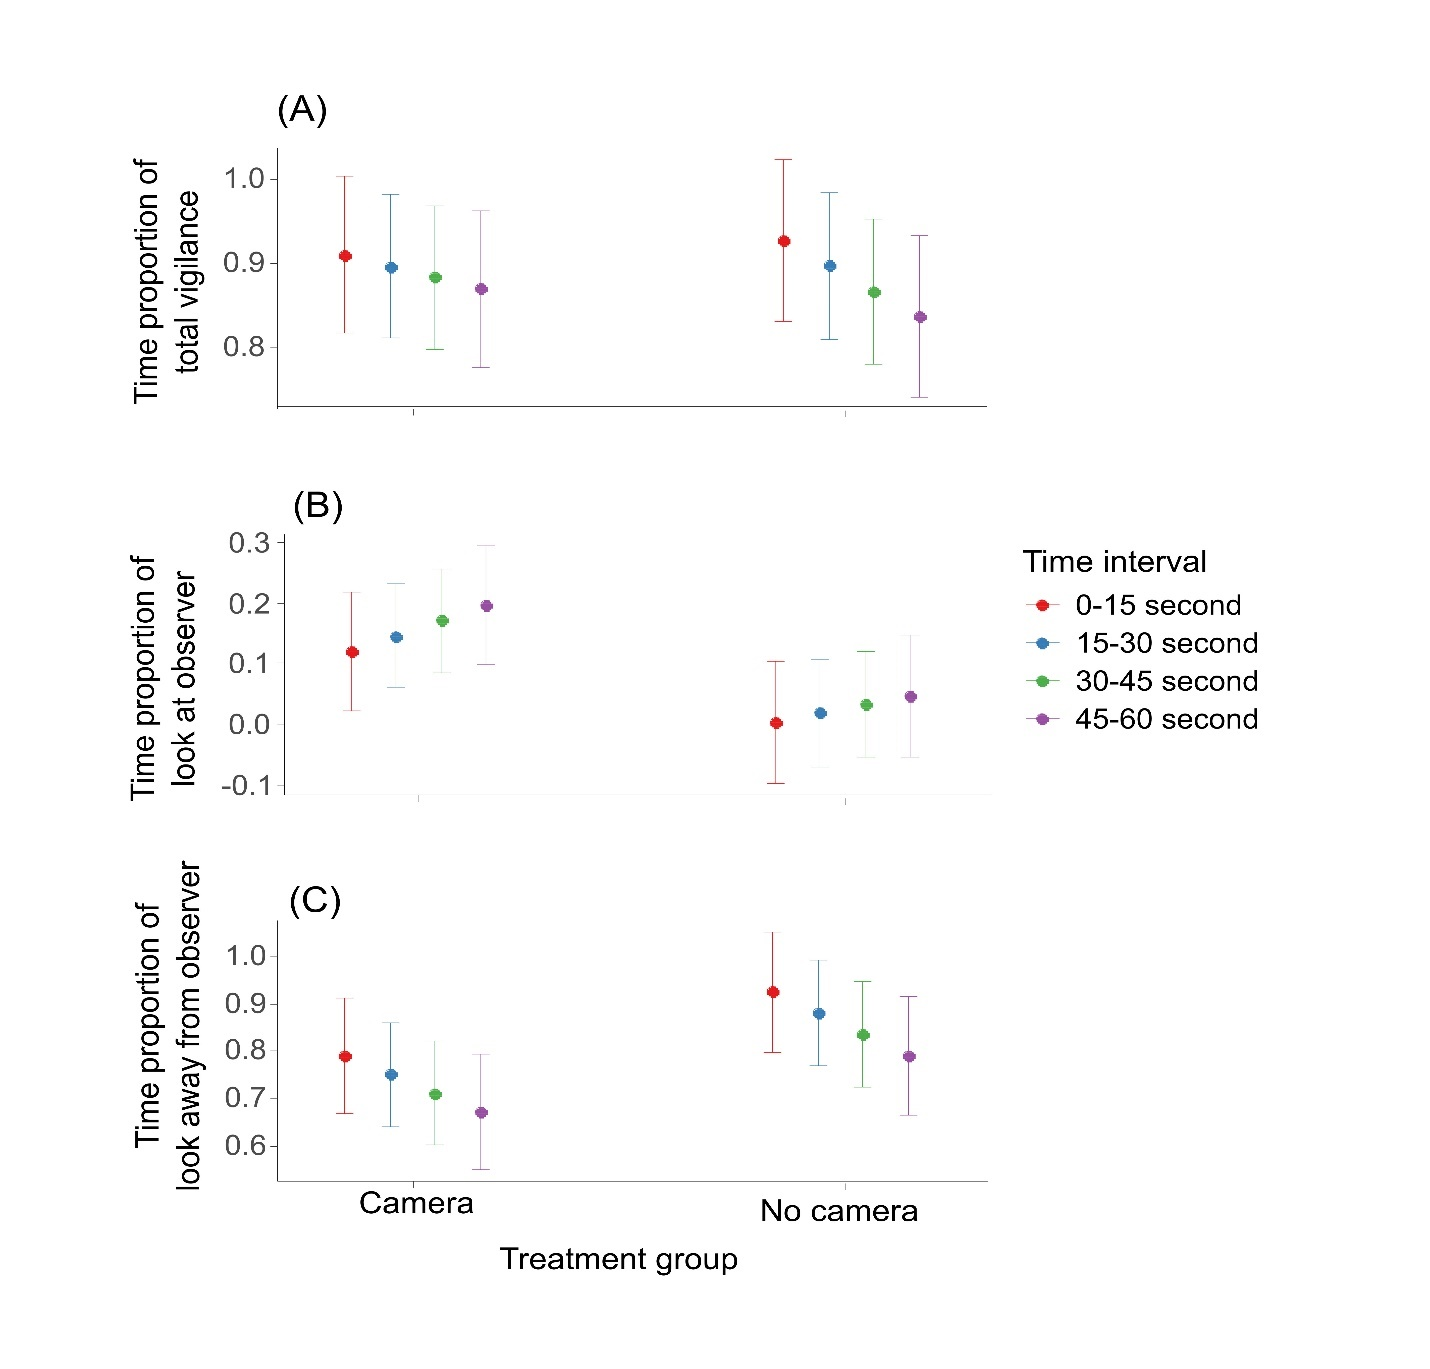 (A)
Time proportion of
total vigilance
1.0
0.9
0.8
(B)
Time proportion of
look at observer
0.3
0.2
0.1
0.0
-0.1
Time interval
0-15 second
15-30 second
30-45 second
45-60 second
(C)
Time proportion of
look away from observer
1.0
0.9
0.8
0.7
0.6
Camera
No camera
Treatment group